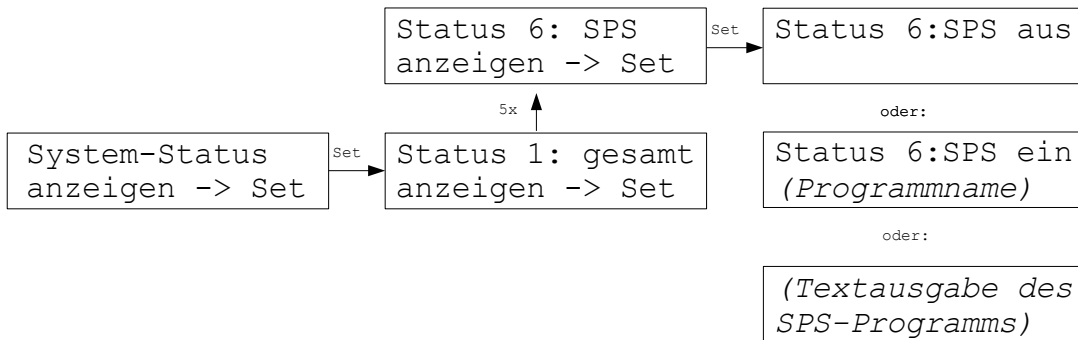 Status 6: SPS
anzeigen -> Set
Set
Status 6:SPS aus
5x
oder:
System-Status
anzeigen -> Set
Set
Status 1: gesamt
anzeigen -> Set
Status 6:SPS ein
(Programmname)
oder:
(Textausgabe des
SPS-Programms)